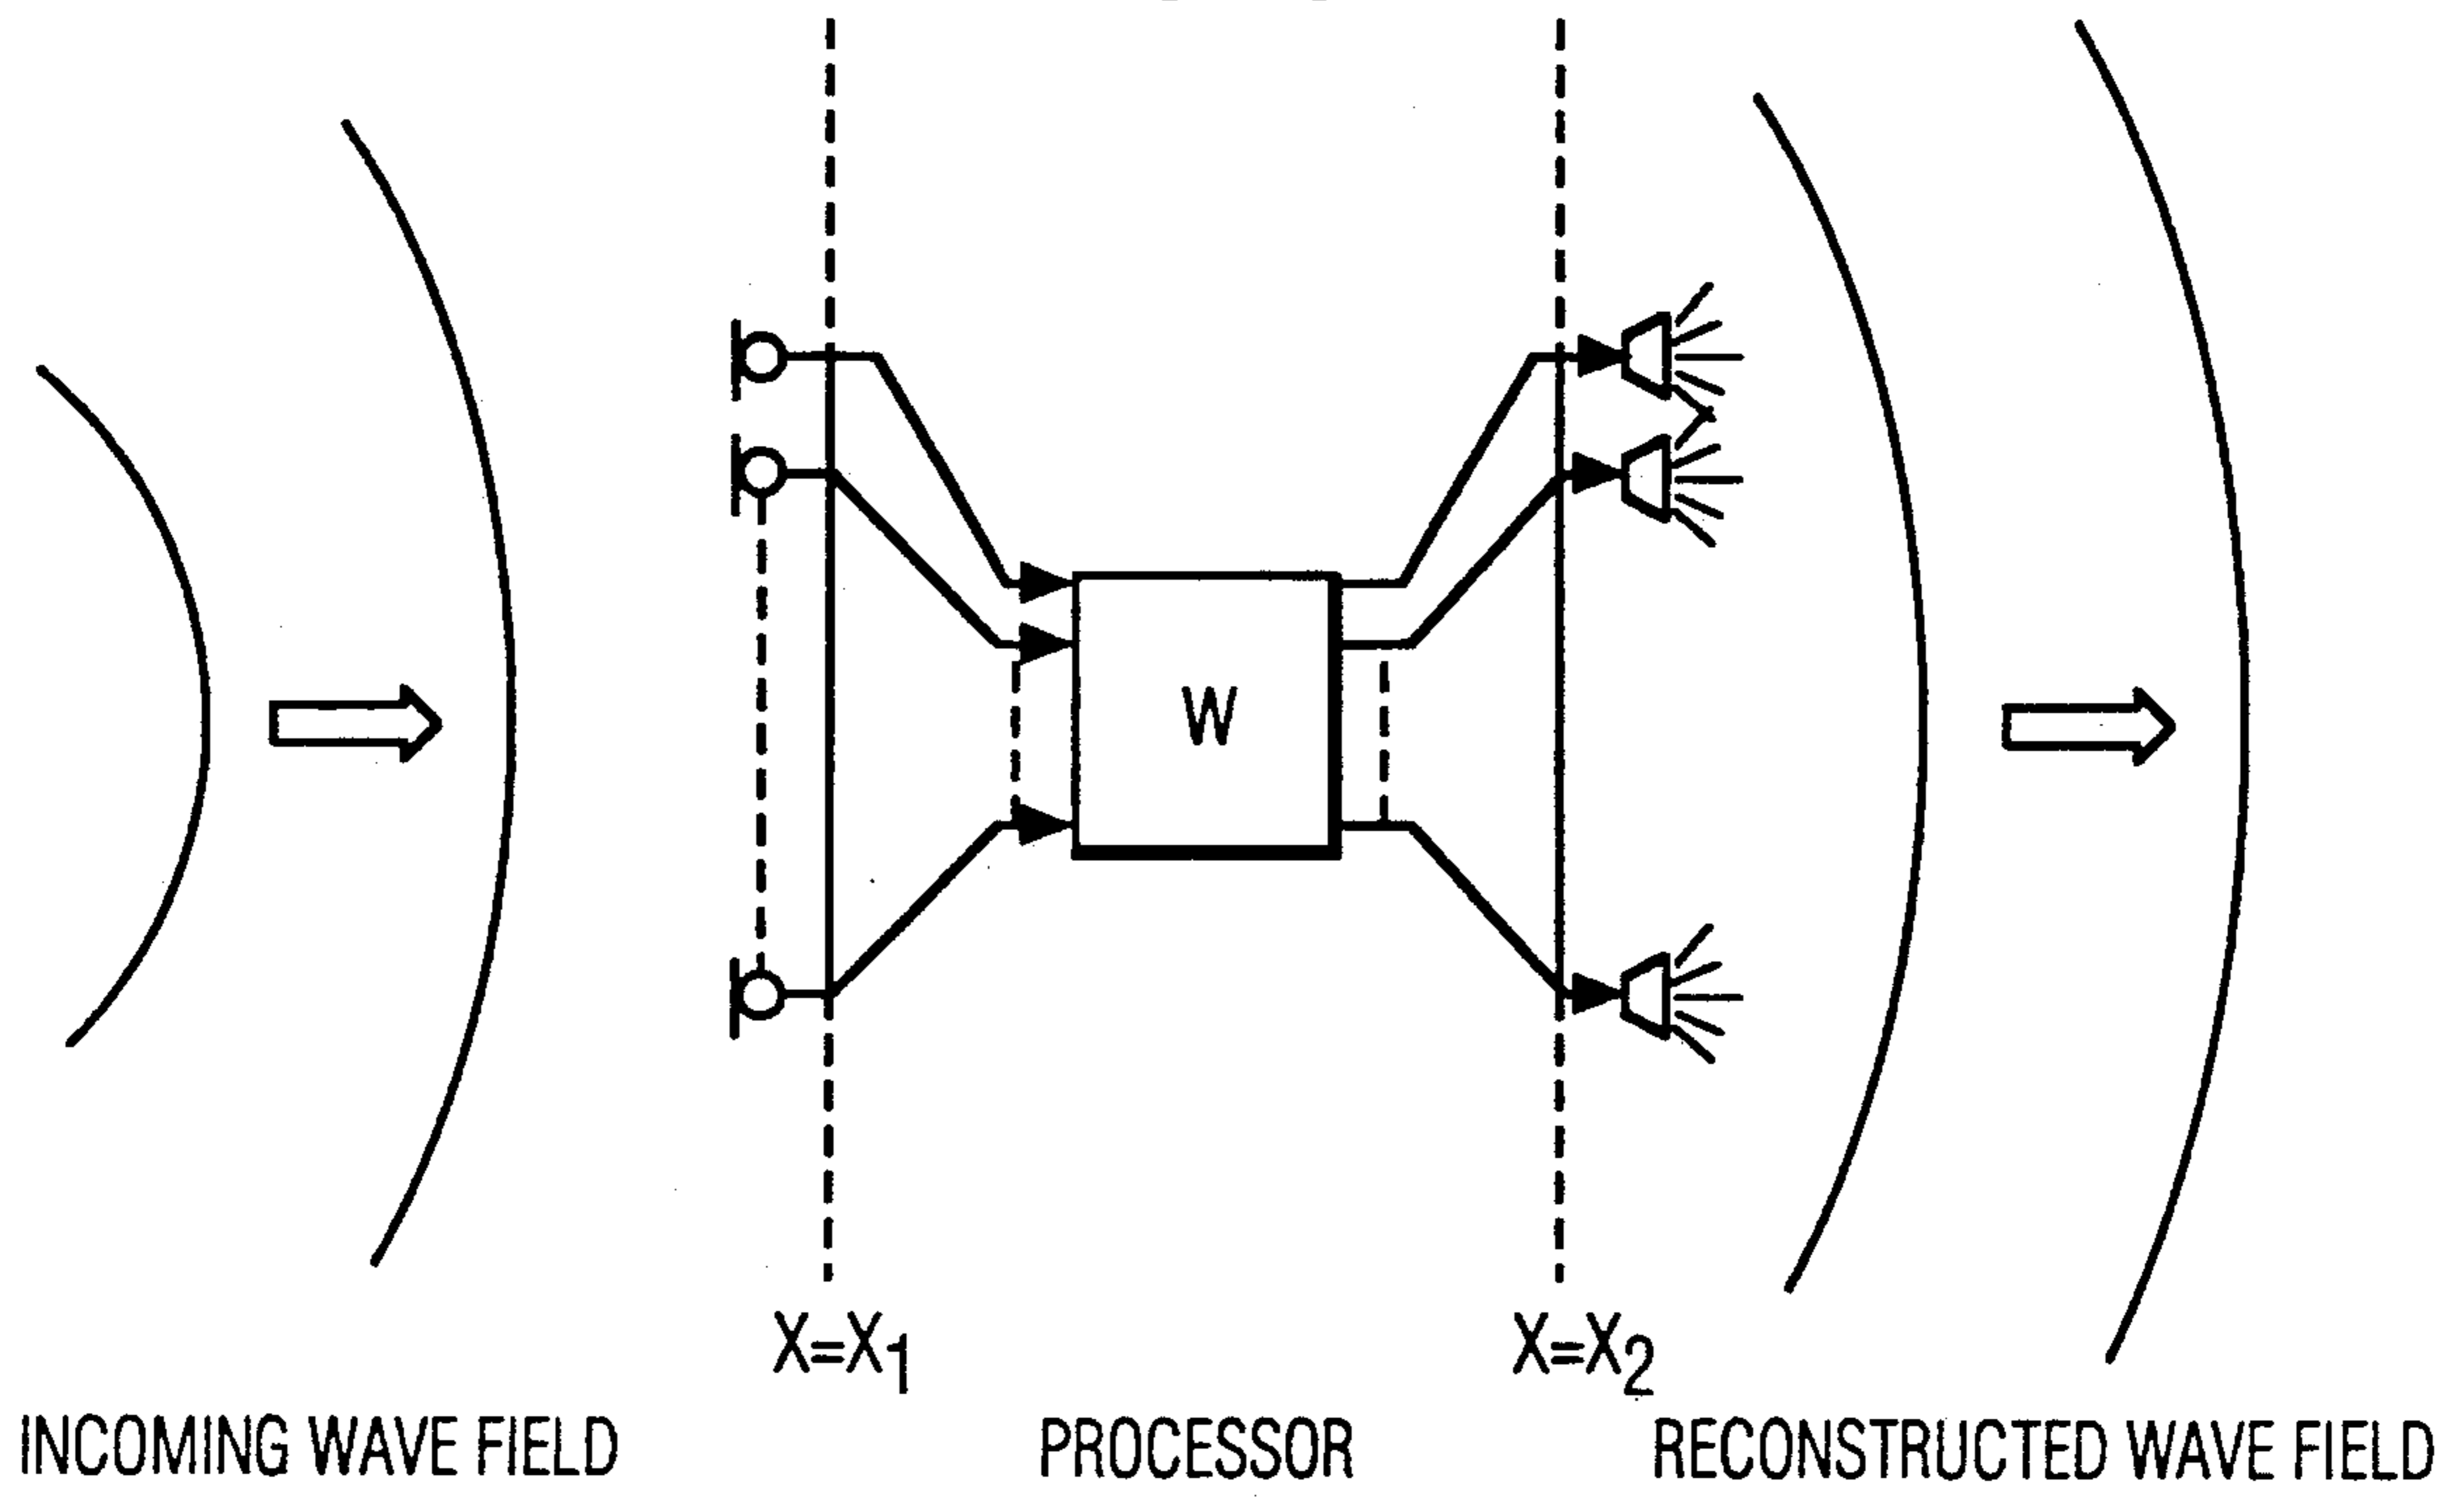 W
X=X1
X=X2
INCOMING WAVE FIELD
PROCESSOR
RECONSTRUCTED WAVE FIELD